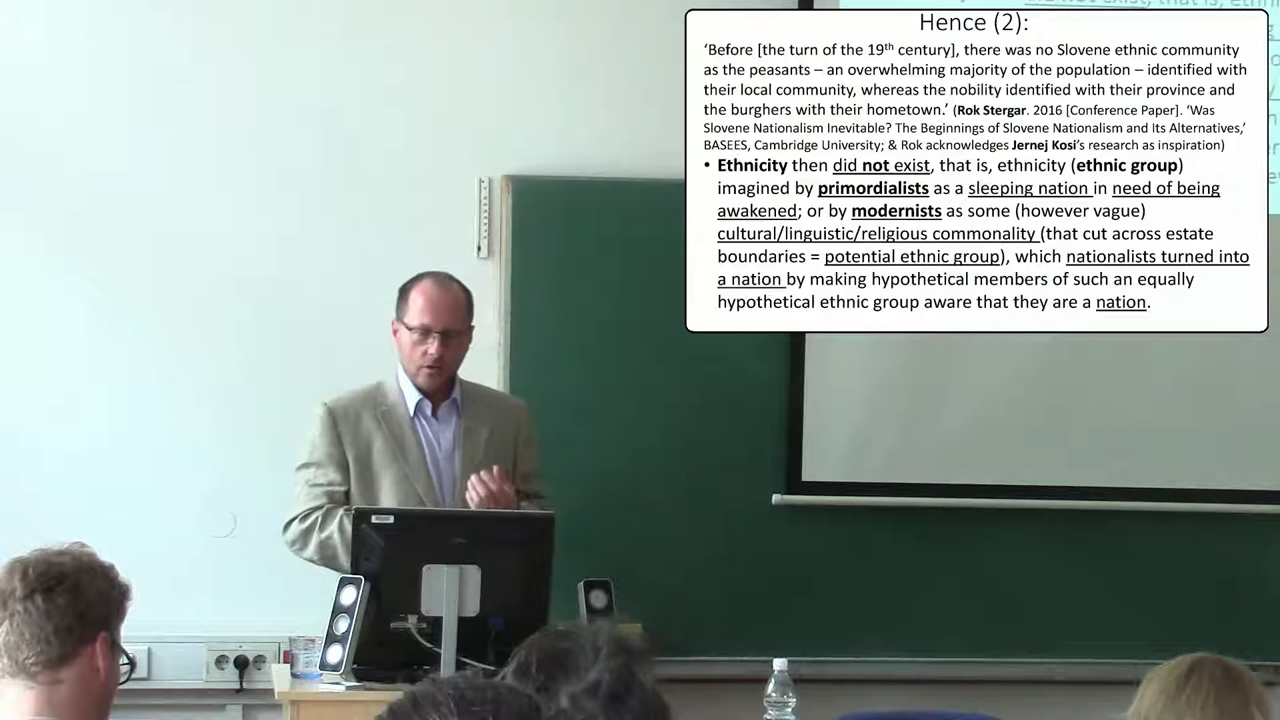 Hence (2):
‘Before [the turn of the 19th century], there was no Slovene ethnic community
as the peasants – an overwhelming majority of the population – identified with
their local community, whereas the nobility identified with their province and
the burghers with their hometown.’ (Rok Stergar. 2016 [Conference Paper]. ‘Was
Slovene Nationalism Inevitable? The Beginnings of Slovene Nationalism and Its Alternatives,’
BASEES, Cambridge University; & Rok acknowledges Jernej Kosi’s research as inspiration)
• Ethnicity then did not exist, that is, ethnicity (ethnic group)
imagined by primordialists as a sleeping nation in need of being
awakened; or by modernists as some (however vague)
cultural/linguistic/religious commonality (that cut across estate
boundaries = potential ethnic group), which nationalists turned into
a nation by making hypothetical members of such an equally
hypothetical ethnic group aware that they are a nation.